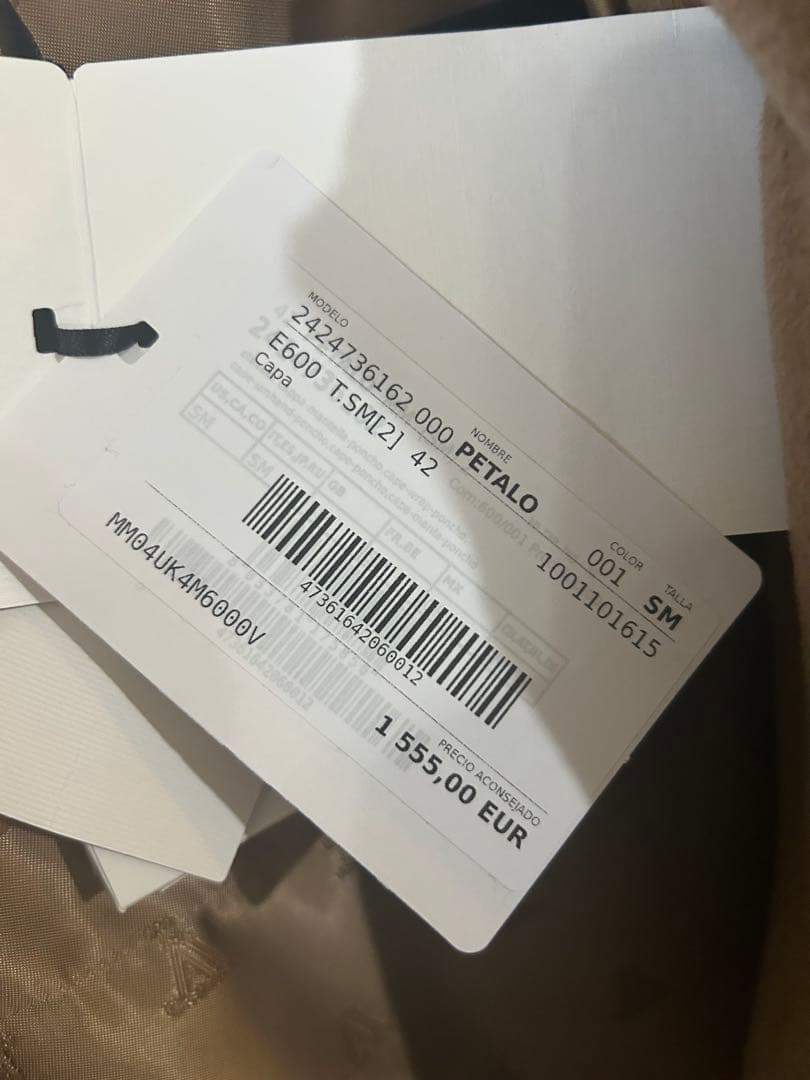 MODELO
2424736162 000
NOMBRE
PETALO
COLOR
001
TALLA
SM
E600 T.SM[2] 42
1001101615
Capa
47361642060012
MM04UK4M6000V
PRECIO ACONSEJADO
1 555,00 EUR